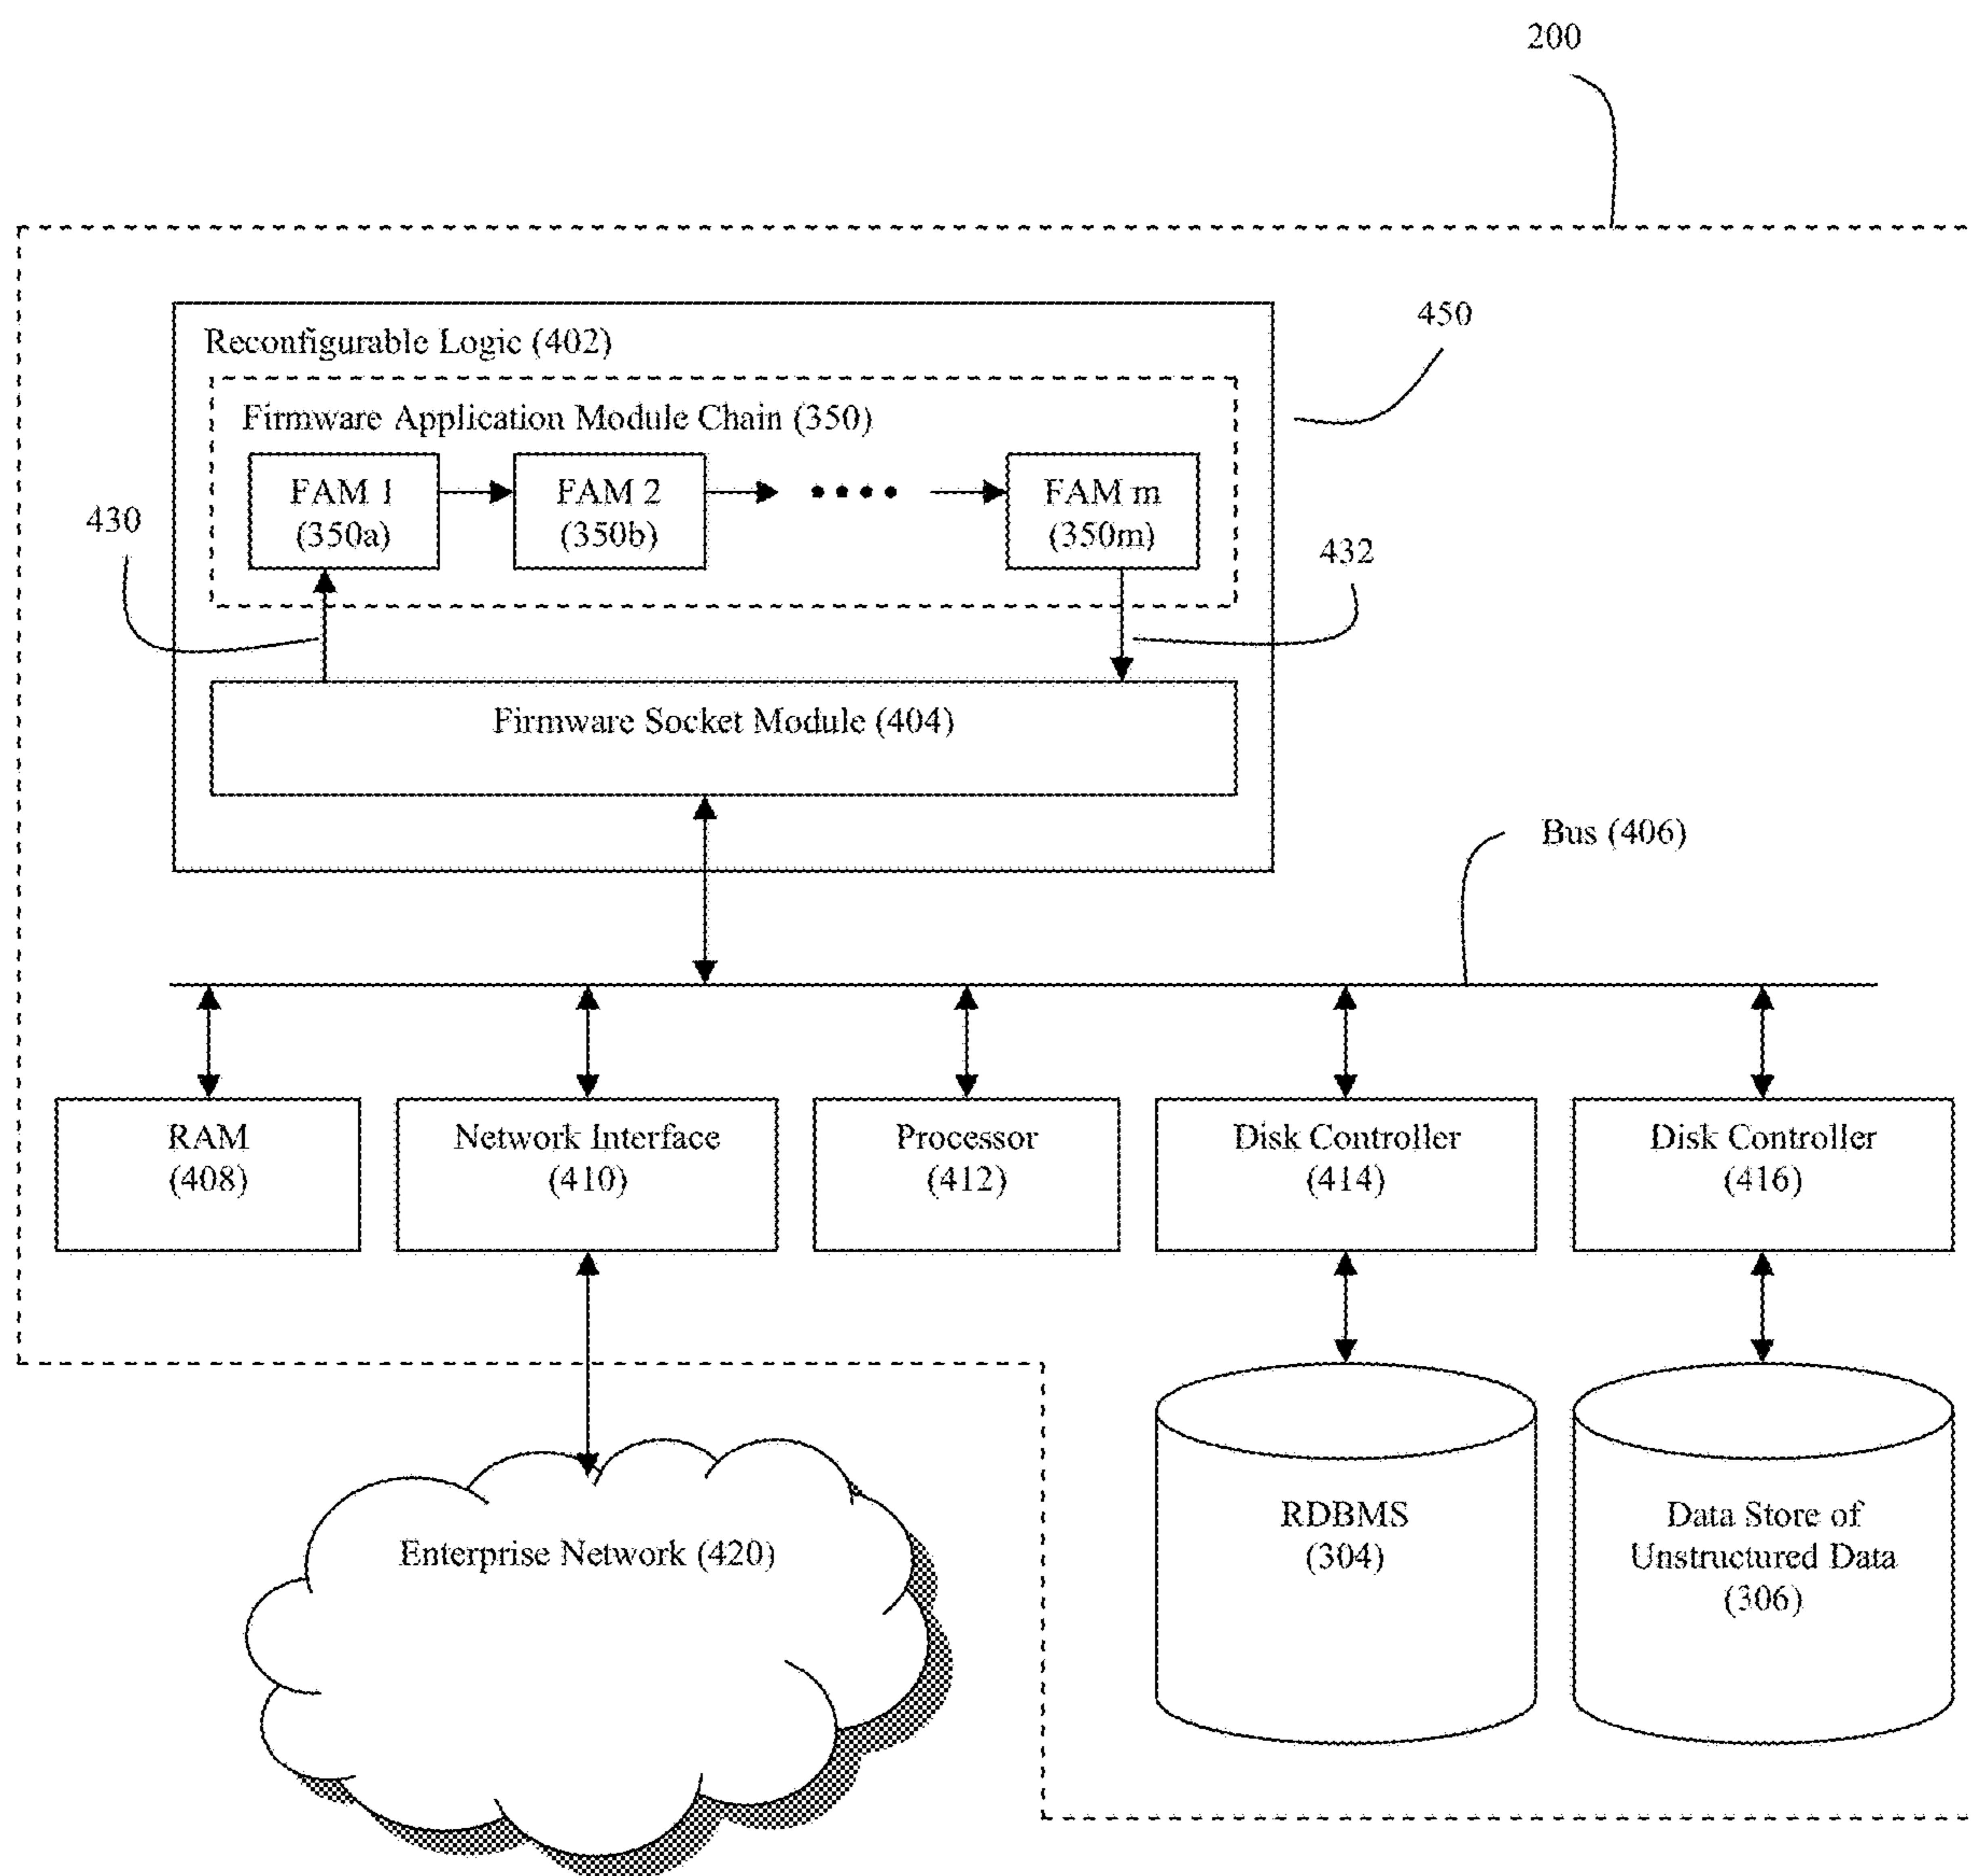 200
450
Reconfigurable Logic (402)
Firmware Application Module Chain (350)
FAM 1
(350a)
FAM 2
(350b)
FAM m
(350m)
430
432
Firmware Socket Module (404)
Bus (406)
RAM
(408)
Network Interface
(410)
Processor
(412)
Disk Controller
(414)
Disk Controller
(416)
Enterprise Network (420)
RDBMS
(304)
Data Store of
Unstructured Data
(306)